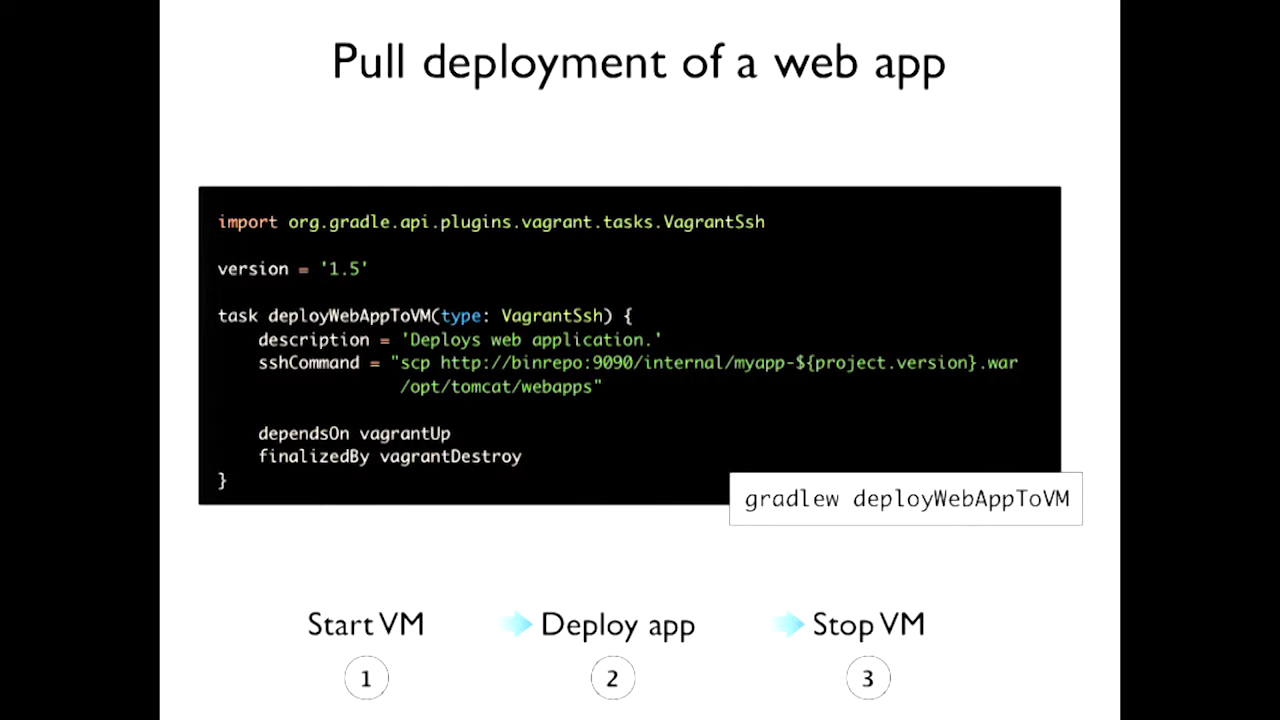 Pull deployment of a web app
import org.gradle.api.plugins.vagrant.tasks.VagrantSsh
version = '1.5'
task deployWebAppToVM(type: VagrantSsh) {
    description = 'Deploys web application.'
    sshCommand = "scp http://binrepo:9090/internal/myapp-${project.version}.war
                  /opt/tomcat/webapps"
    dependsOn vagrantUp
    finalizedBy vagrantDestroy
}
gradlew deployWebAppToVM
Start VM
Deploy app
Stop VM
1
2
3